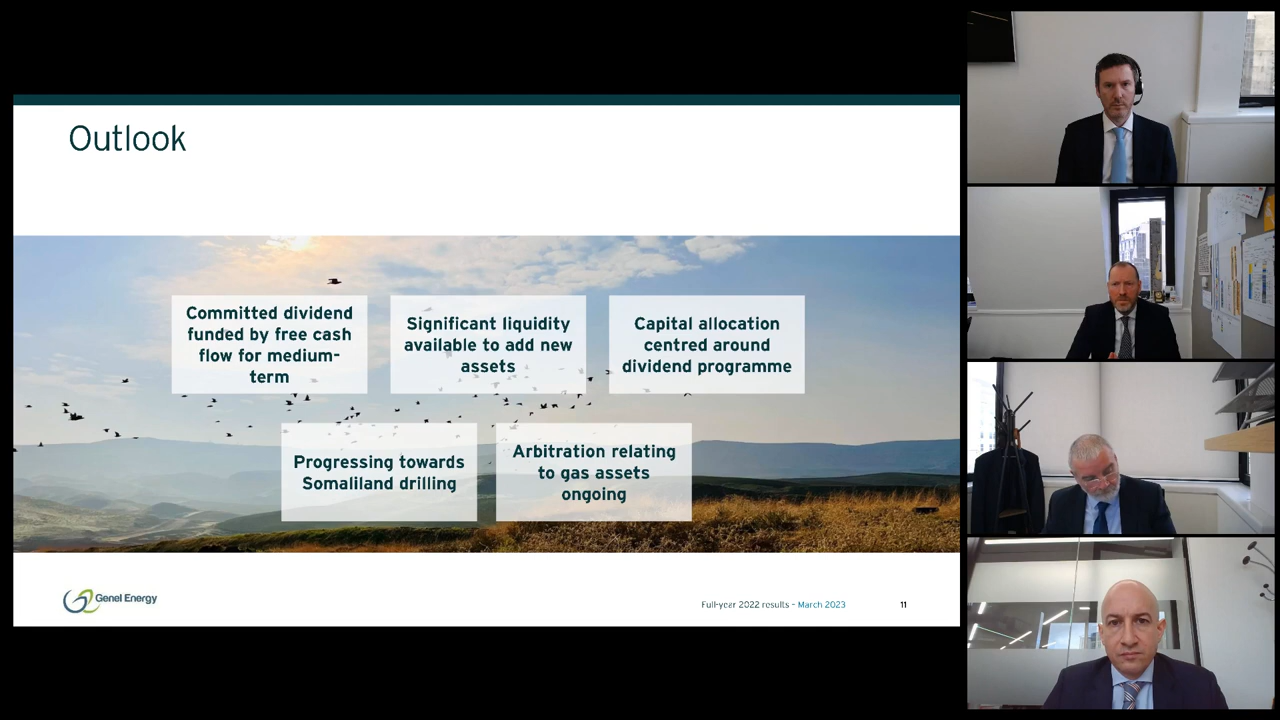 Outlook
Committed dividend
funded by free cash
flow for medium-
term
Significant liquidity
available to add new
assets
Capital allocation
centred around
dividend programme
Progressing towards
Somaliland drilling
Arbitration relating
to gas assets
ongoing
Genel Energy
Full-year 2022 results - March 2023
11